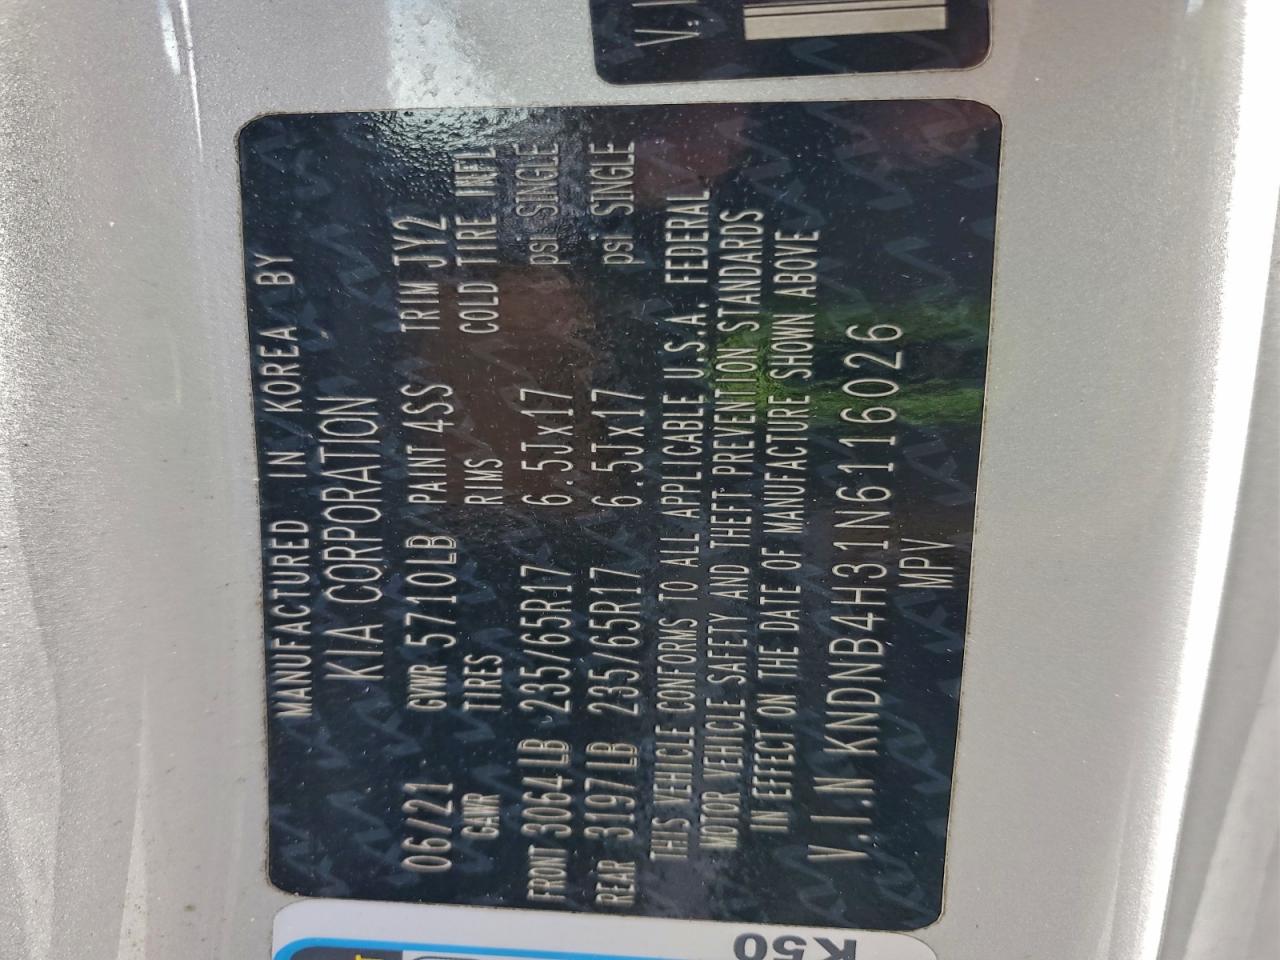 V.I
MANUFACTURED IN KOREA BY
KIA CORPORATION
06/21 GVWR 5710LB PAINT 4SS TRIM JY2
GAWR TIRES RIMS COLD TIRE INFL
FRONT 3064LB 235/65R17 6.5Jx17 psi SINGLE
REAR 3197LB 235/65R17 6.5Jx17 psi SINGLE
THIS VEHICLE CONFORMS TO ALL APPLICABLE U.S.A. FEDERAL
MOTOR VEHICLE SAFETY AND THEFT PREVENTION STANDARDS
IN EFFECT ON THE DATE OF MANUFACTURE SHOWN ABOVE
V.I.N KNDNB4H31N6116026
MPV
K50